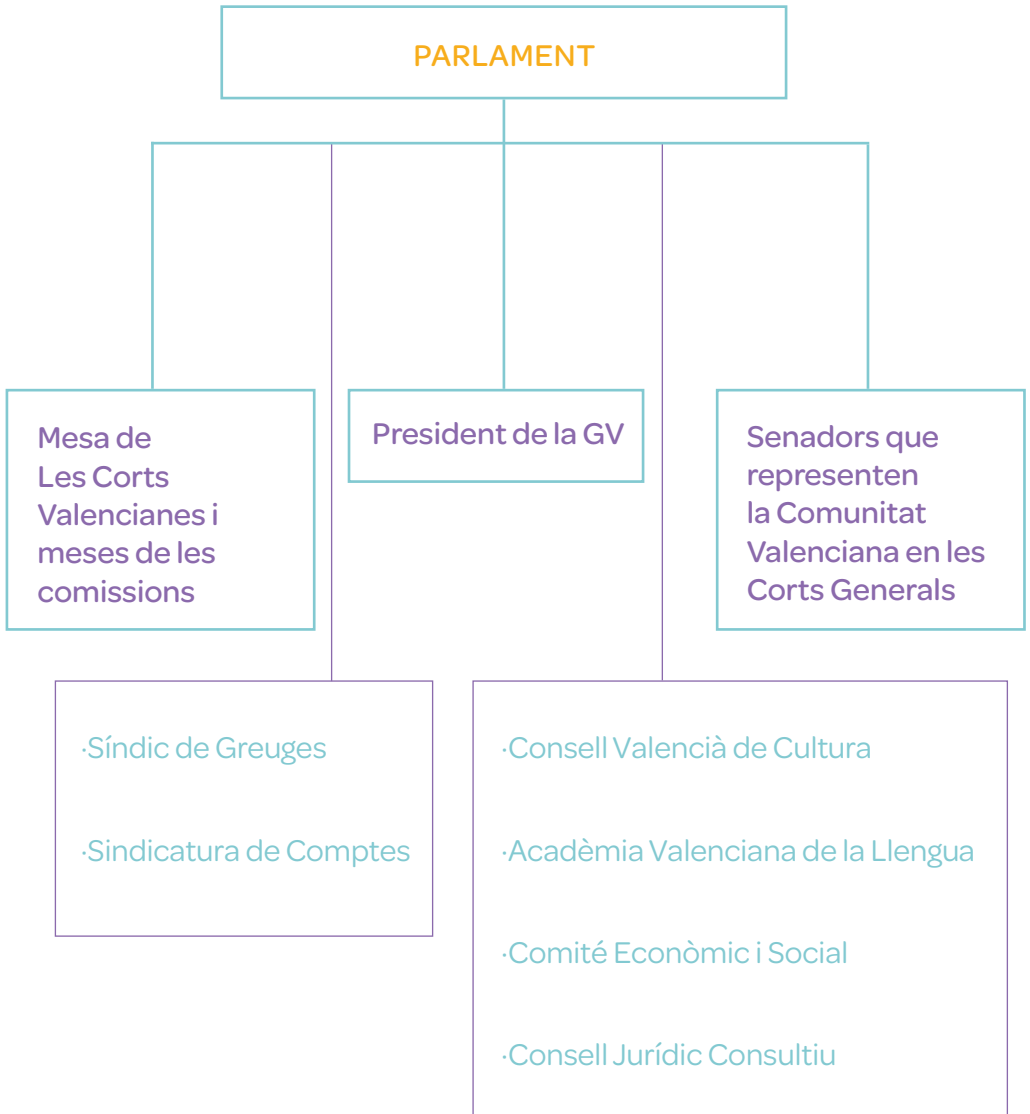 PARLAMENT
Mesa de
Les Corts
Valencianes i
meses de les
comissions
President de la GV
Senadors que
representen
la Comunitat
Valenciana en les
Corts Generals
·Síndic de Greuges
·Sindicatura de Comptes
·Consell Valencià de Cultura
·Acadèmia Valenciana de la Llengua
·Comité Econòmic i Social
·Consell Jurídic Consultiu